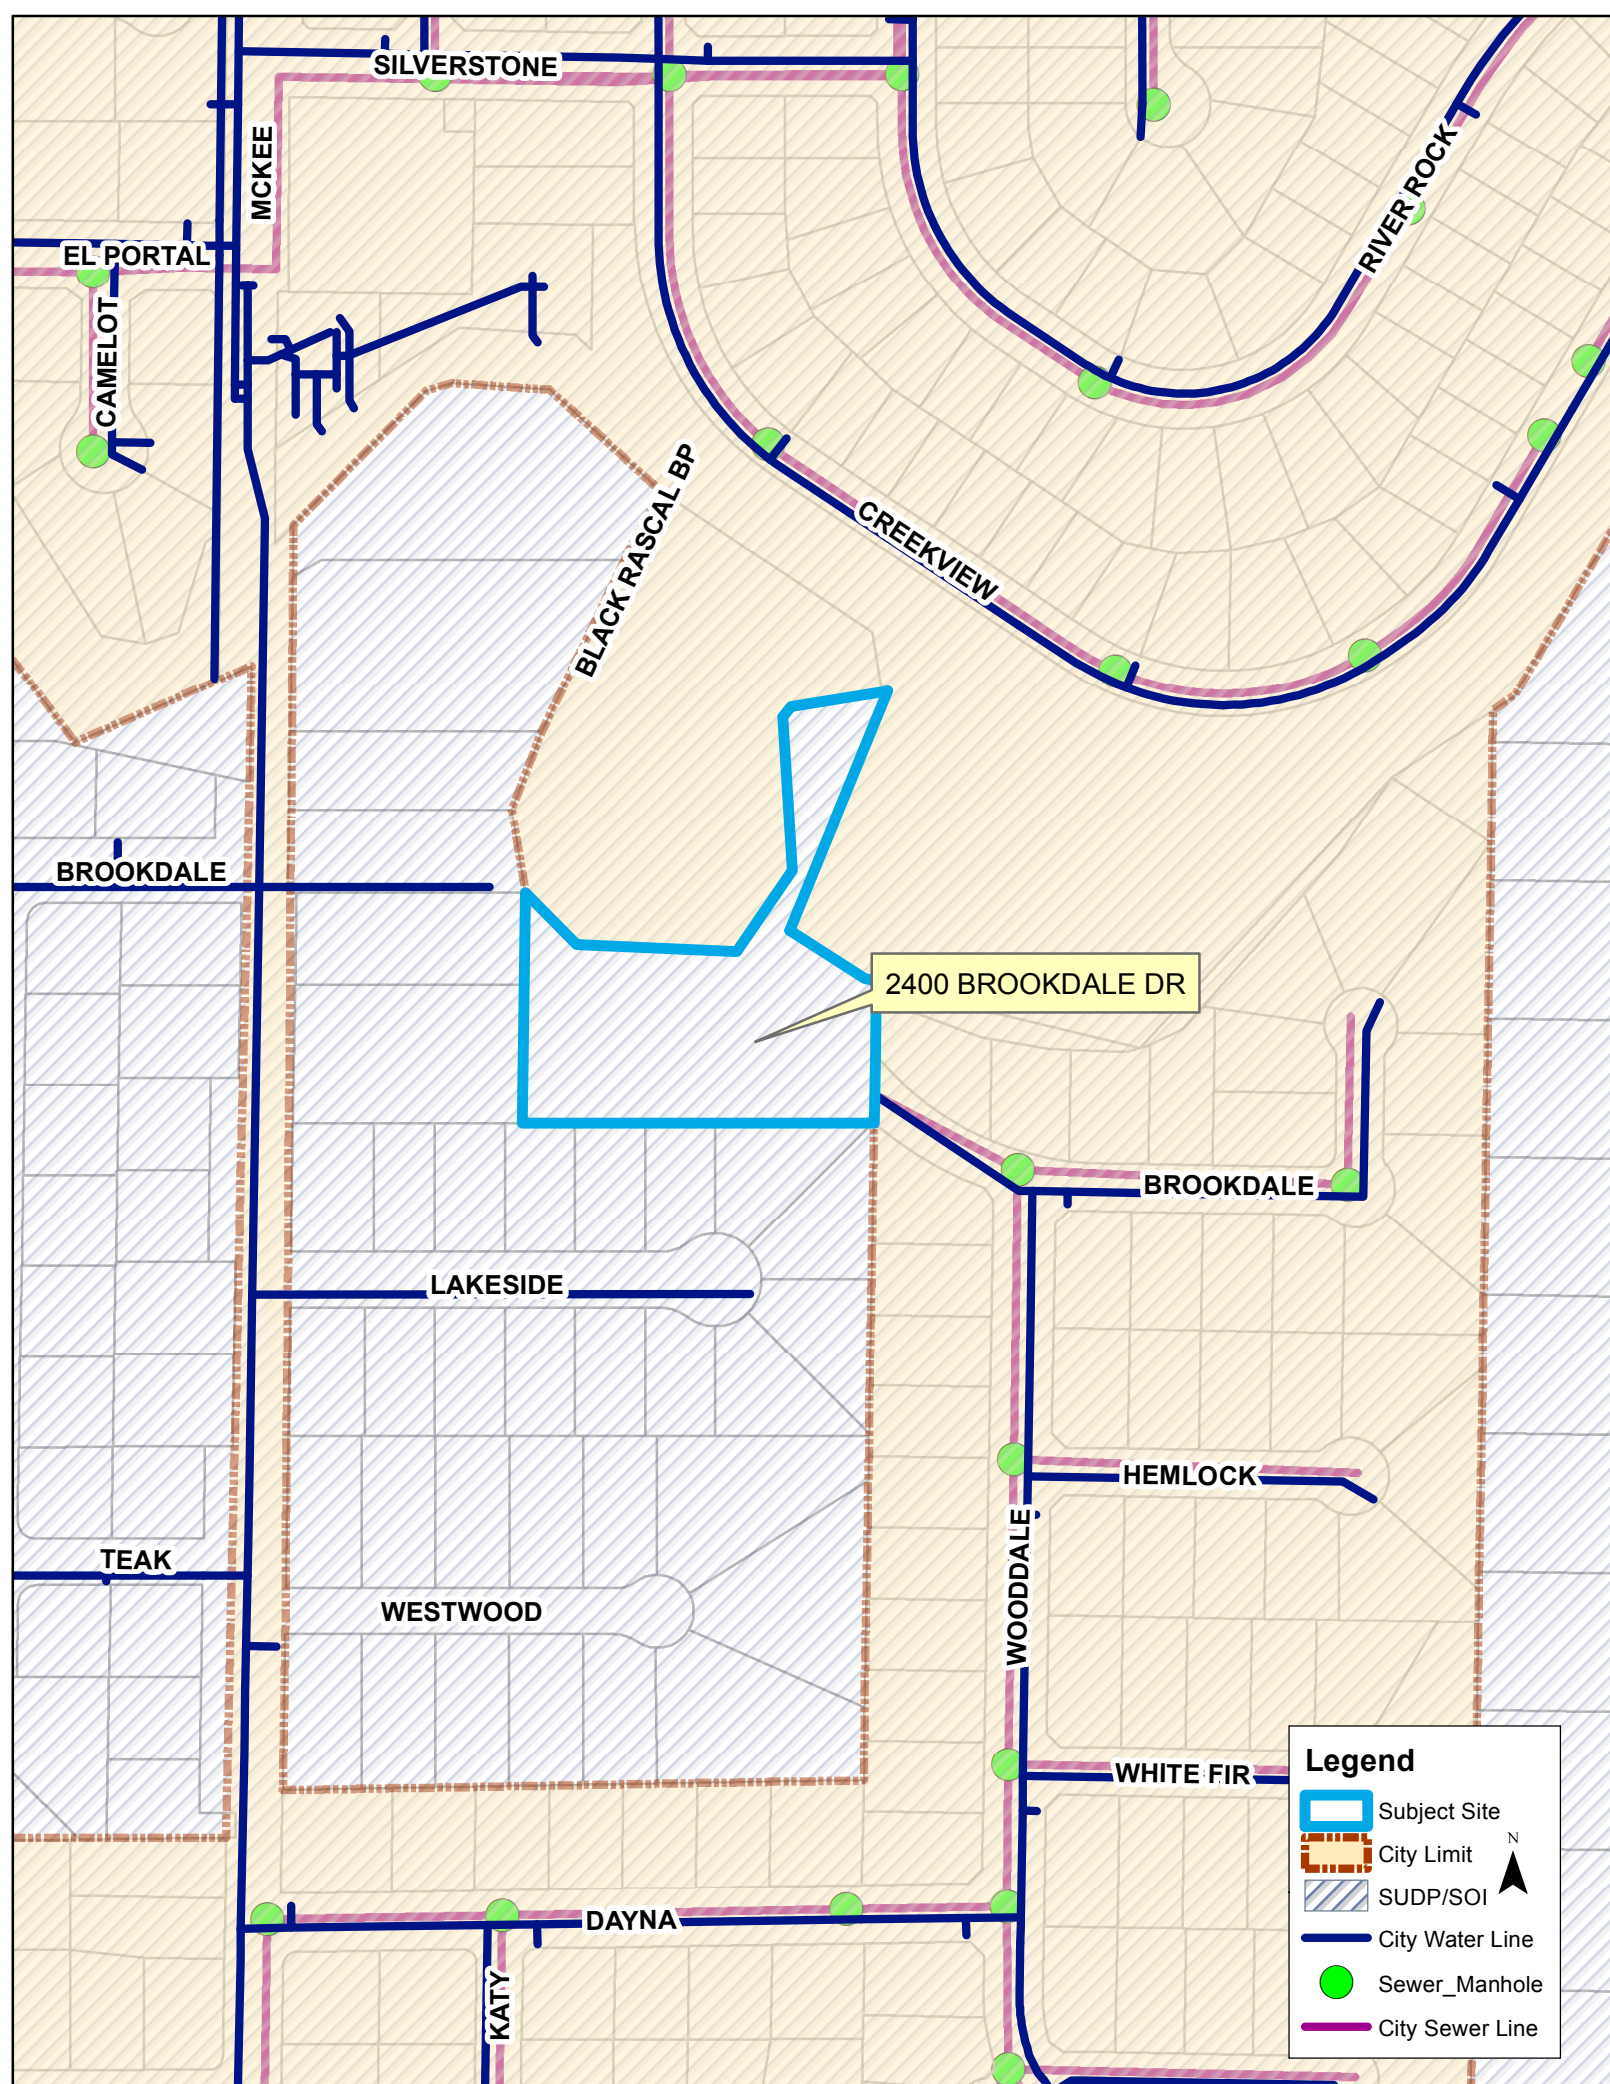 SILVERSTONE
MCKEE
RIVER ROCK
EL PORTAL
CAMELOT
BLACK RASCAL BP
CREEKVIEW
BROOKDALE
2400 BROOKDALE DR
BROOKDALE
LAKESIDE
HEMLOCK
WOODDALE
TEAK
WESTWOOD
WHITE FIR
DAYNA
KATY
Legend
Subject Site
City Limit
N
SUDP/SOI
City Water Line
Sewer_Manhole
City Sewer Line